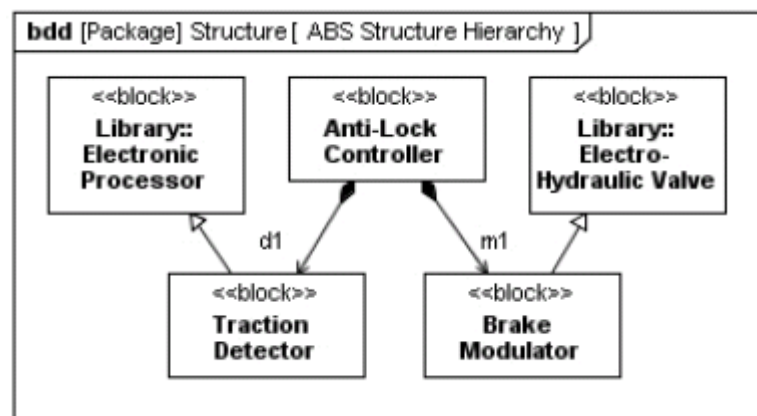 bdd [Package] Structure [ ABS Structure Hierarchy ]
<<block>>
Library::
Electronic
Processor
<<block>>
Anti-Lock
Controller
<<block>>
Library::
Electro-
Hydraulic Valve
d1
m1
<<block>>
Traction
Detector
<<block>>
Brake
Modulator